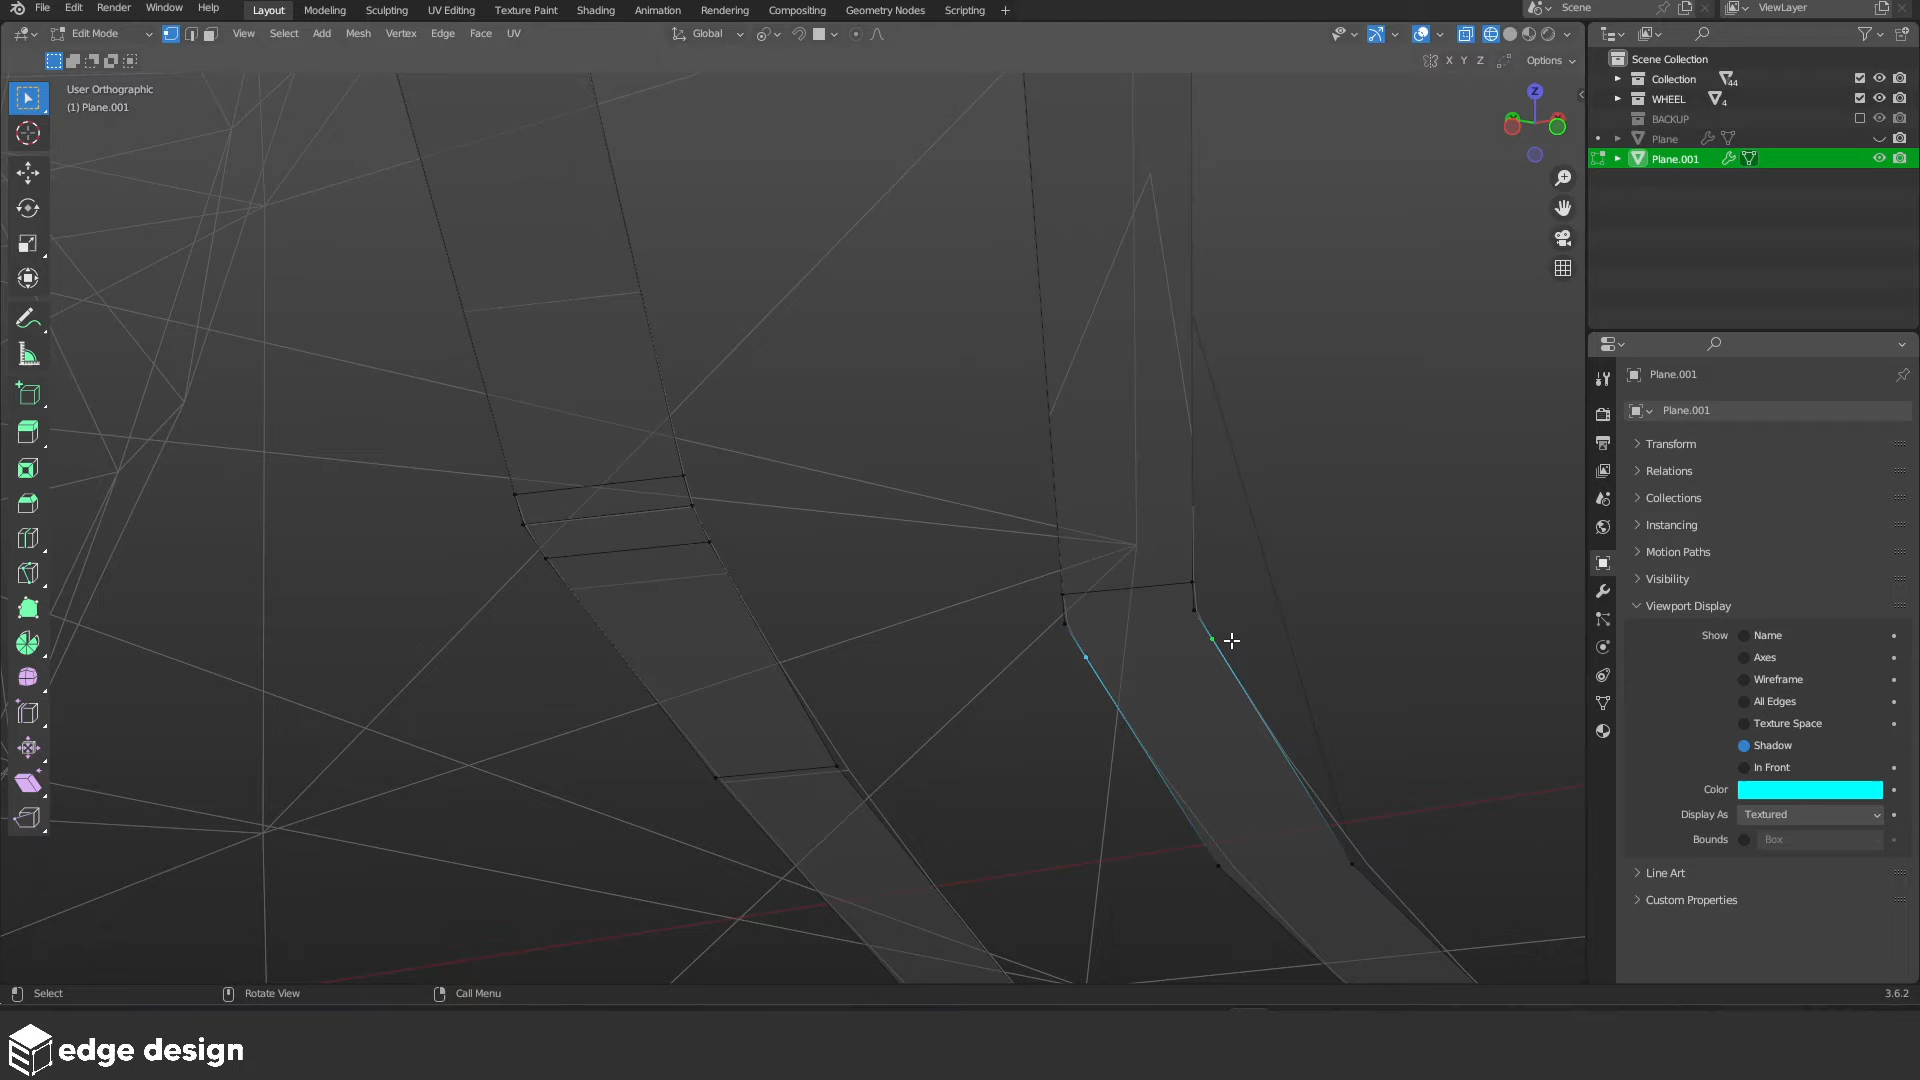 File Edit Render Window Help Layout Modeling Sculpting UV Editing Texture Paint Shading Animation Rendering Compositing Geometry Nodes Scripting + Scene ViewLayer
Edit Mode View Select Add Mesh Vertex Edge Face UV Global
X Y Z Options
User Orthographic
(1) Plane.001
Z
Scene Collection
Collection 44
WHEEL 4
BACKUP
Plane
Plane.001
Plane.001
Plane.001
Transform
Relations
Collections
Instancing
Motion Paths
Visibility
Viewport Display
Show Name
Axes
Wireframe
All Edges
Texture Space
Shadow
In Front
Color
Display As Textured
Bounds Box
Line Art
Custom Properties
Select Rotate View Call Menu 3.6.2
edge design